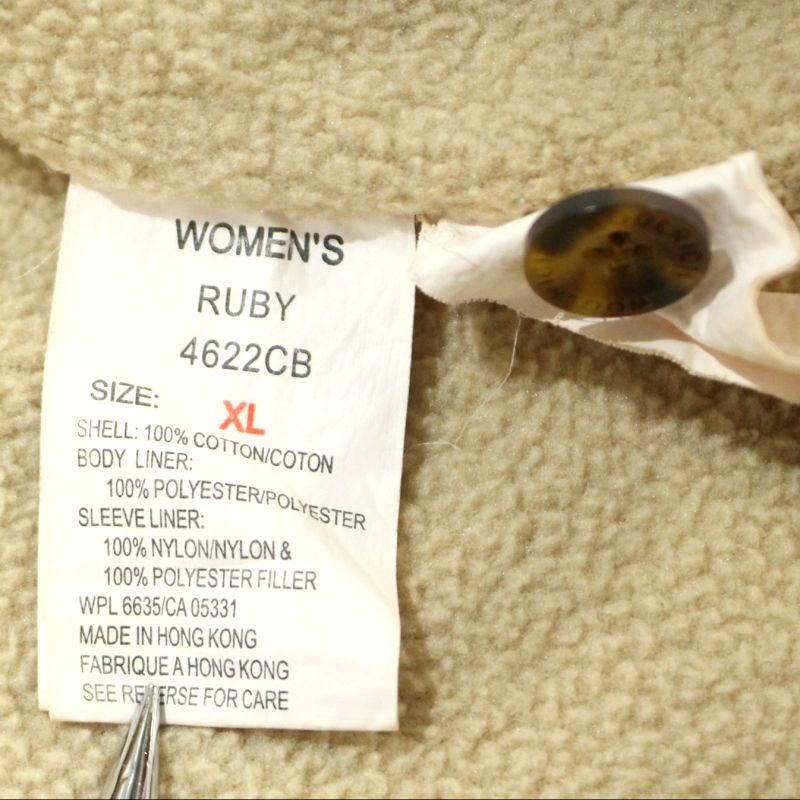 WOMEN'S
RUBY
4622CB
SIZE: XL
SHELL: 100% COTTON/COTON
BODY LINER:
100% POLYESTER/POLYESTER
SLEEVE LINER:
100% NYLON/NYLON &
100% POLYESTER FILLER
WPL 6635/CA 05331
MADE IN HONG KONG
FABRIQUE A HONG KONG
SEE REVERSE FOR CARE